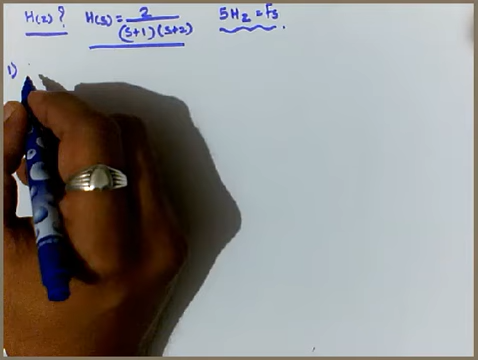 H(z) ? H(s) = 2/((s+1)(s+2)) 5Hz = Fs.
1)